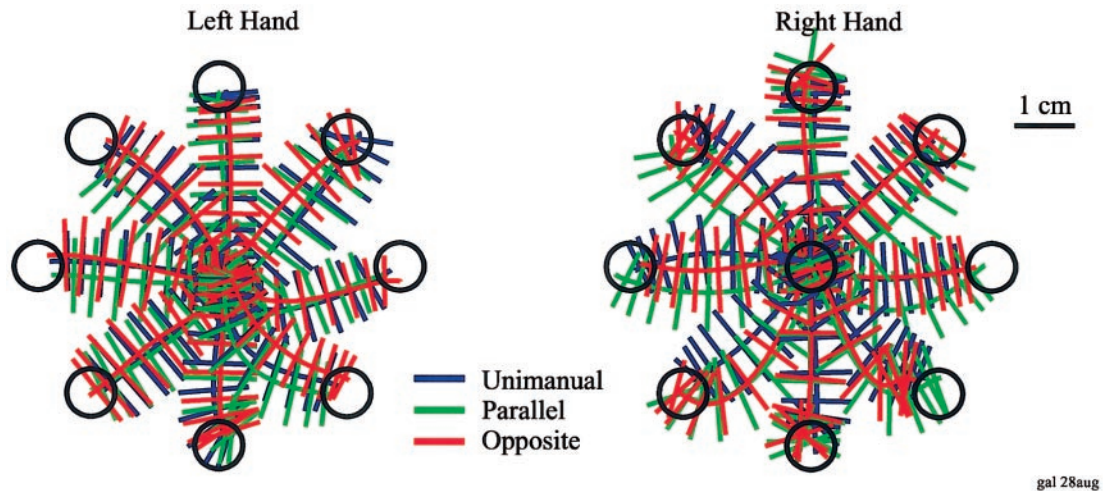 Left Hand
Right Hand
1 cm
Unimanual
Parallel
Opposite
gal 28aug